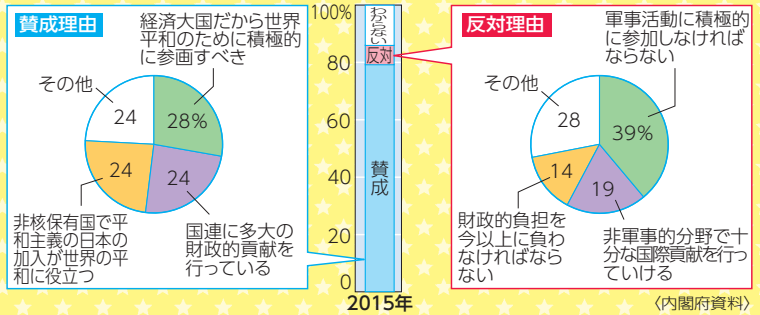 賛成理由
経済大国だから世界
平和のために積極的
に参画すべき
その他
24
28%
24
24
非核保有国で平
和主義の日本の
加入が世界の平
和に役立つ
国連に多大の
財政的貢献を
行っている
100%
80
60
40
20
0
わからない
反対
賛成
2015年
反対理由
軍事活動に積極的
に参加しなければ
ならない
その他
28
39%
14
19
財政的負担を
今以上に負わ
なければなら
ない
非軍事的分野で十
分な国際貢献を行っ
ていける
〈内閣府資料〉